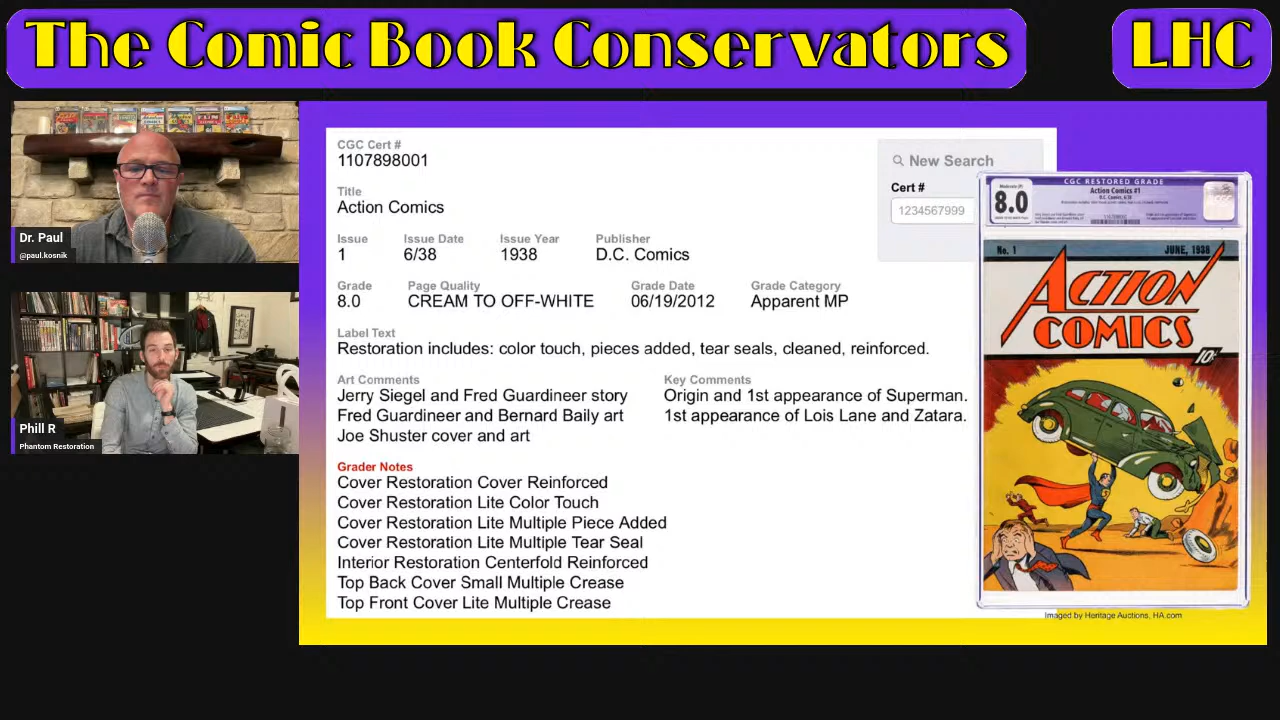 The Comic Book Conservators
LHC
Dr. Paul
@paul.kosnik
Phill R
Phantom Restoration
CGC Cert #
1107898001
Title
Action Comics
Issue
1
Issue Date
6/38
Issue Year
1938
Publisher
D.C. Comics
Grade
8.0
Page Quality
CREAM TO OFF-WHITE
Grade Date
06/19/2012
Grade Category
Apparent MP
Label Text
Restoration includes: color touch, pieces added, tear seals, cleaned, reinforced.
Art Comments
Jerry Siegel and Fred Guardineer story
Fred Guardineer and Bernard Baily art
Joe Shuster cover and art
Key Comments
Origin and 1st appearance of Superman.
1st appearance of Lois Lane and Zatara.
Grader Notes
Cover Restoration Cover Reinforced
Cover Restoration Lite Color Touch
Cover Restoration Lite Multiple Piece Added
Cover Restoration Lite Multiple Tear Seal
Interior Restoration Centerfold Reinforced
Top Back Cover Small Multiple Crease
Top Front Cover Lite Multiple Crease
New Search
Cert #
1234567999
CGC RESTORED GRADE
8.0
Action Comics #1
No. 1
JUNE, 1938
ACTION
COMICS
10¢
Imaged by Heritage Auctions, HA.com